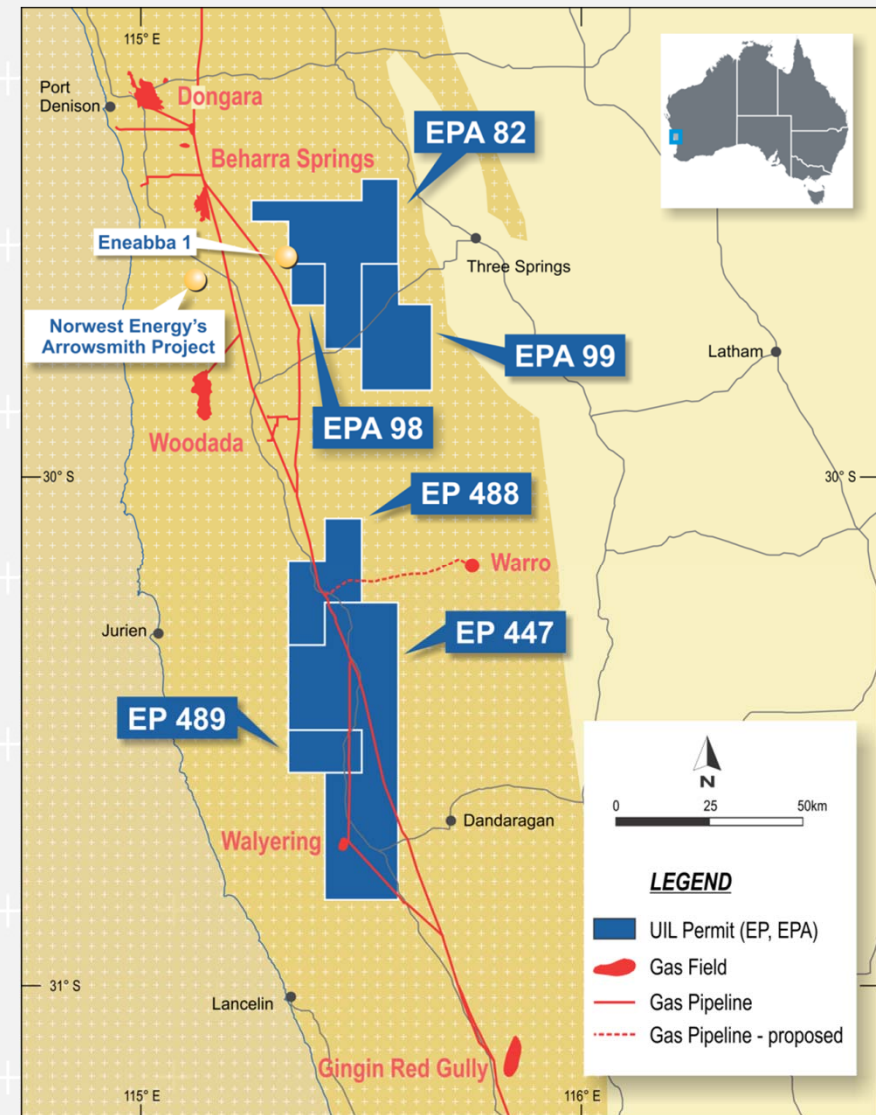 115° E
Port
Denison
Dongara
EPA 82
Beharra Springs
Eneabba 1
Three Springs
Norwest Energy's
Arrowsmith Project
EPA 99
Latham
EPA 98
Woodada
30° S
30° S
EP 488
Warro
EP 447
Jurien
EP 489
N
0
25
50km
Dandaragan
Walyering
LEGEND
UIL Permit (EP, EPA)
Gas Field
Gas Pipeline
Gas Pipeline - proposed
31° S
Lancelin
Gingin Red Gully
115° E
116° E